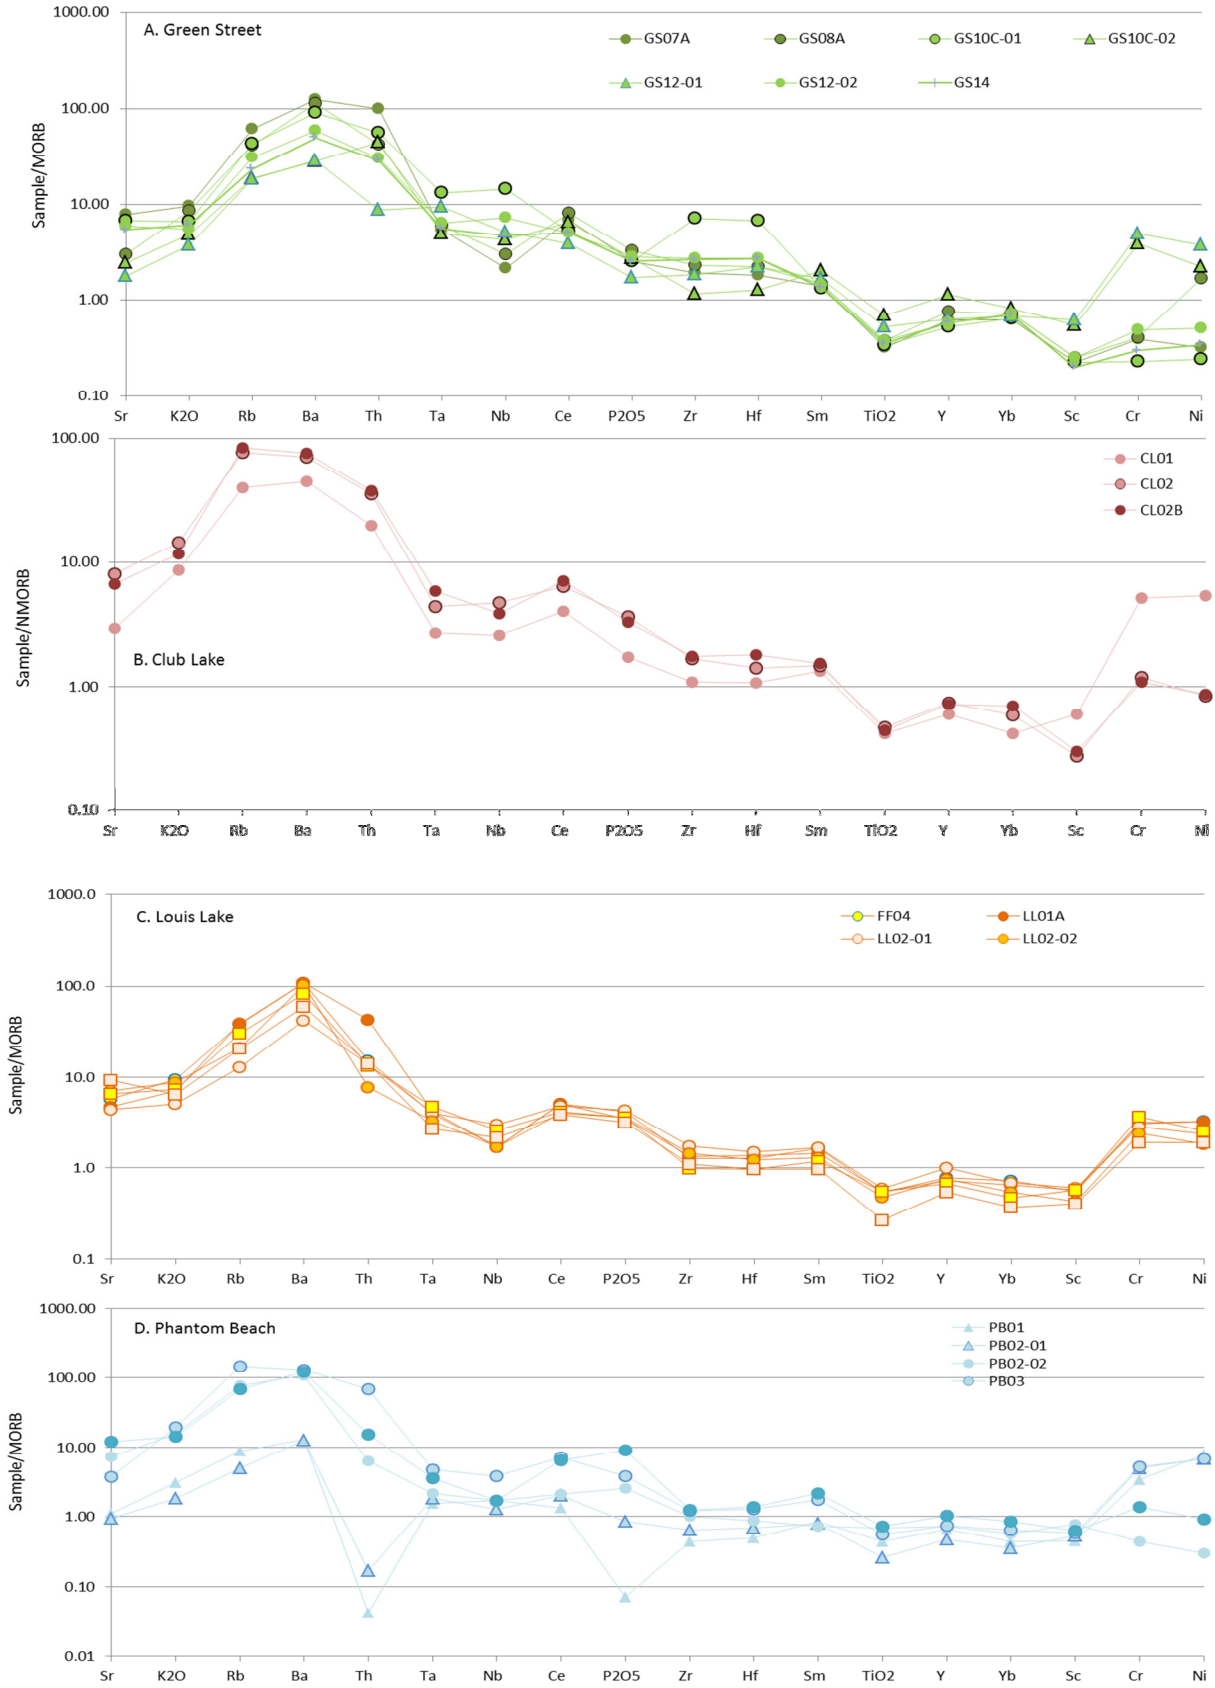 1000.00
A. Green Street
GS07A GS08A GS10C-01 GS10C-02
GS12-01 GS12-02 GS14
100.00
10.00
1.00
0.10
Sample/MORB
Sr K2O Rb Ba Th Ta Nb Ce P2O5 Zr Hf Sm TiO2 Y Yb Sc Cr Ni
100.00
CL01
CL02
CL02B
10.00
Sample/NMORB
B. Club Lake
1.00
0.10
Sr K2O Rb Ba Th Ta Nb Ce P2O5 Zr Hf Sm TiO2 Y Yb Sc Cr Ni
1000.0
C. Louis Lake
FF04 LL01A
LL02-01 LL02-02
100.0
10.0
1.0
0.1
Sample/MORB
Sr K2O Rb Ba Th Ta Nb Ce P2O5 Zr Hf Sm TiO2 Y Yb Sc Cr Ni
1000.00
D. Phantom Beach
PB01
PB02-01
PB02-02
PB03
100.00
10.00
1.00
0.10
0.01
Sample/MORB
Sr K2O Rb Ba Th Ta Nb Ce P2O5 Zr Hf Sm TiO2 Y Yb Sc Cr Ni